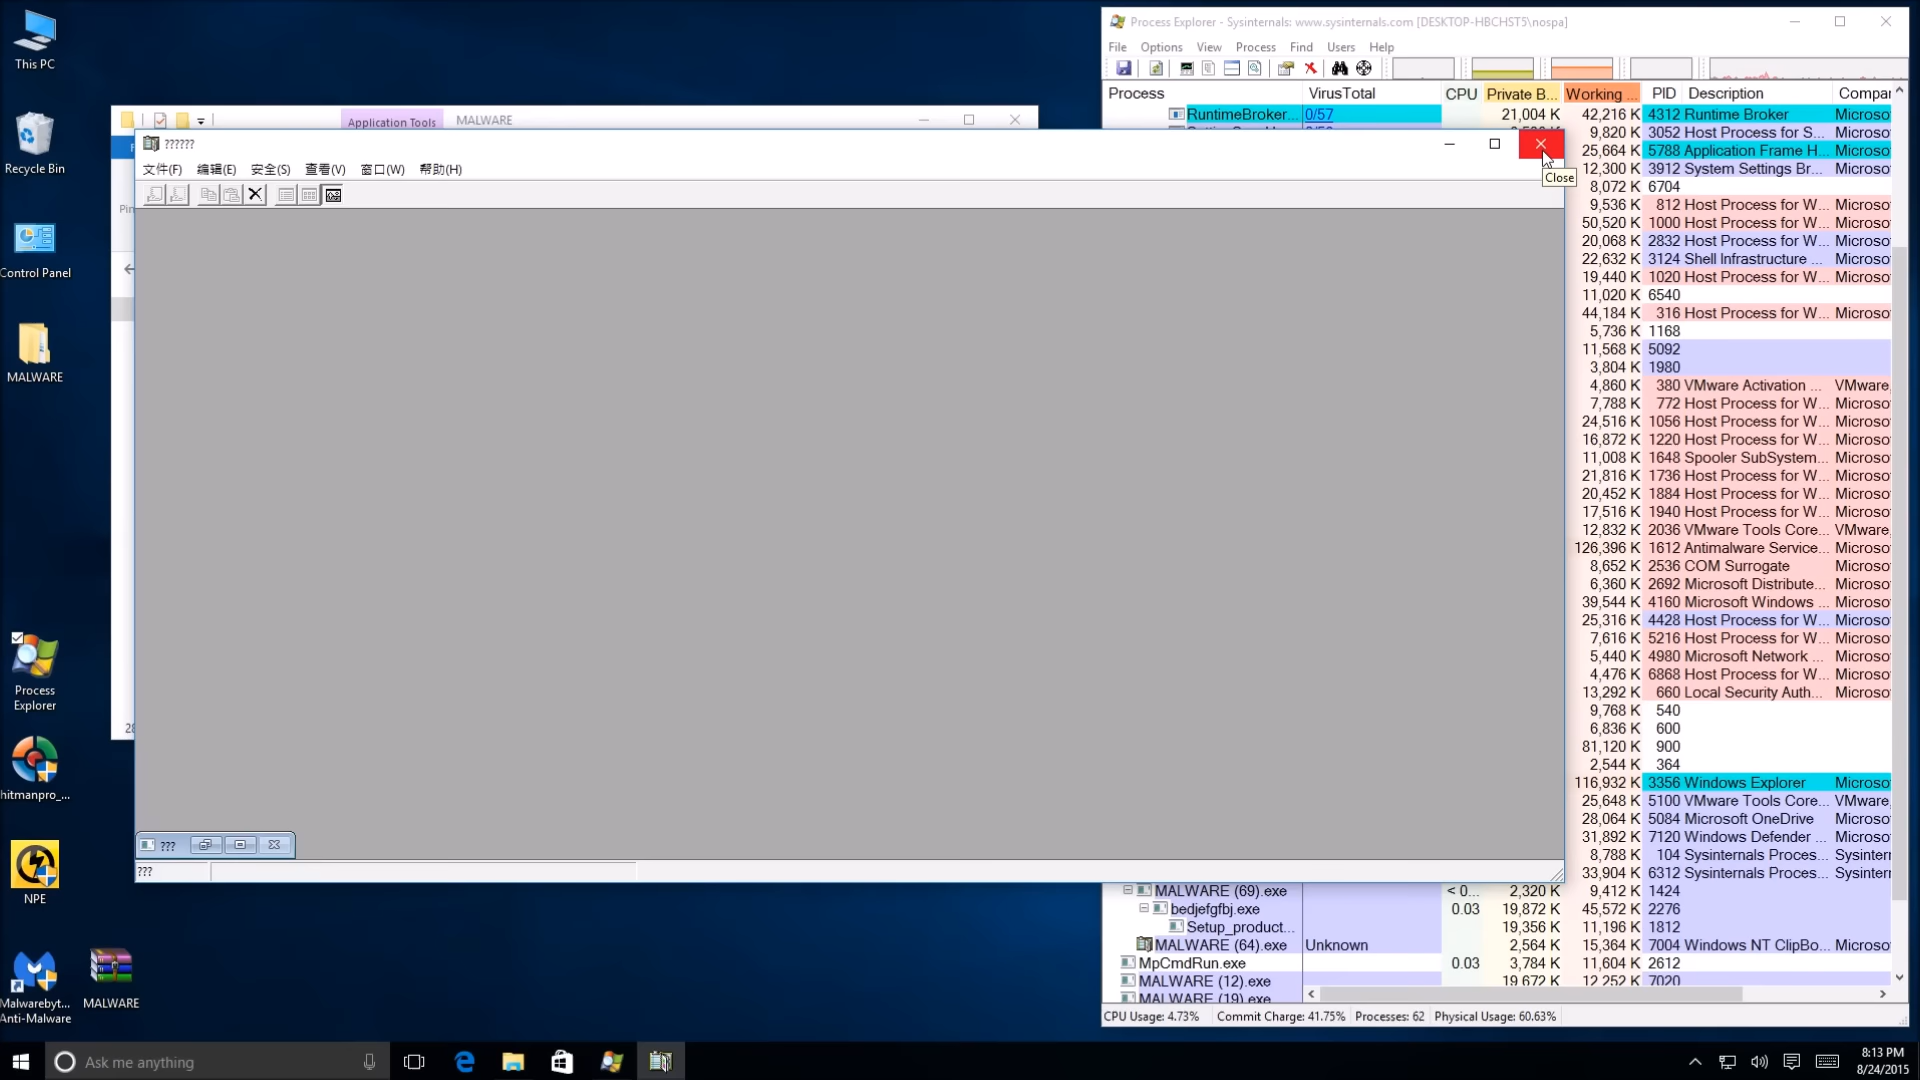 This PC
Recycle Bin
Control Panel
MALWARE
Process
Explorer
hitmanpro_...
NPE
Malwarebyt...
Anti-Malware
MALWARE
Application Tools
MALWARE
Pin
28
??????
文件(F) 编辑(E) 安全(S) 查看(V) 窗口(W) 帮助(H)
Close
???
???
Process Explorer - Sysinternals: www.sysinternals.com [DESKTOP-HBCHST5\nospa]
File Options View Process Find Users Help
Process VirusTotal CPU Private B... Working ... PID Description Compar
RuntimeBroker... 0/57 21,004 K 42,216 K 4312 Runtime Broker Microso
9,820 K 3052 Host Process for S... Microso
25,664 K 5788 Application Frame H... Microso
12,300 K 3912 System Settings Br... Microso
8,072 K 6704
9,536 K 812 Host Process for W... Microso
50,520 K 1000 Host Process for W... Microso
20,068 K 2832 Host Process for W... Microso
22,632 K 3124 Shell Infrastructure ... Microso
19,440 K 1020 Host Process for W... Microso
11,020 K 6540
44,184 K 316 Host Process for W... Microso
5,736 K 1168
11,568 K 5092
3,804 K 1980
4,860 K 380 VMware Activation ... VMware,
7,788 K 772 Host Process for W... Microso
24,516 K 1056 Host Process for W... Microso
16,872 K 1220 Host Process for W... Microso
11,008 K 1648 Spooler SubSystem... Microso
21,816 K 1736 Host Process for W... Microso
20,452 K 1884 Host Process for W... Microso
17,516 K 1940 Host Process for W... Microso
12,832 K 2036 VMware Tools Core... VMware,
126,396 K 1612 Antimalware Service... Microso
8,652 K 2536 COM Surrogate Microso
6,360 K 2692 Microsoft Distribute... Microso
39,544 K 4160 Microsoft Windows ... Microso
25,316 K 4428 Host Process for W... Microso
7,616 K 5216 Host Process for W... Microso
5,440 K 4980 Microsoft Network ... Microso
4,476 K 6868 Host Process for W... Microso
13,292 K 660 Local Security Auth... Microso
9,768 K 540
6,836 K 600
81,120 K 900
2,544 K 364
116,932 K 3356 Windows Explorer Microso
25,648 K 5100 VMware Tools Core... VMware,
28,064 K 5084 Microsoft OneDrive Microso
31,892 K 7120 Windows Defender ... Microso
8,788 K 104 Sysinternals Proces... Sysintern
33,904 K 6312 Sysinternals Proces... Sysintern
MALWARE (69).exe < 0... 2,320 K 9,412 K 1424
bedjefgfbj.exe 0.03 19,872 K 45,572 K 2276
Setup_product... 19,356 K 11,196 K 1812
MALWARE (64).exe Unknown 2,564 K 15,364 K 7004 Windows NT ClipBo... Microso
MpCmdRun.exe 0.03 3,784 K 11,604 K 2612
MALWARE (12).exe 19,672 K 12,252 K 7020
MALWARE (19).exe
CPU Usage: 4.73% Commit Charge: 41.75% Processes: 62 Physical Usage: 60.63%
Ask me anything
8:13 PM
8/24/2015